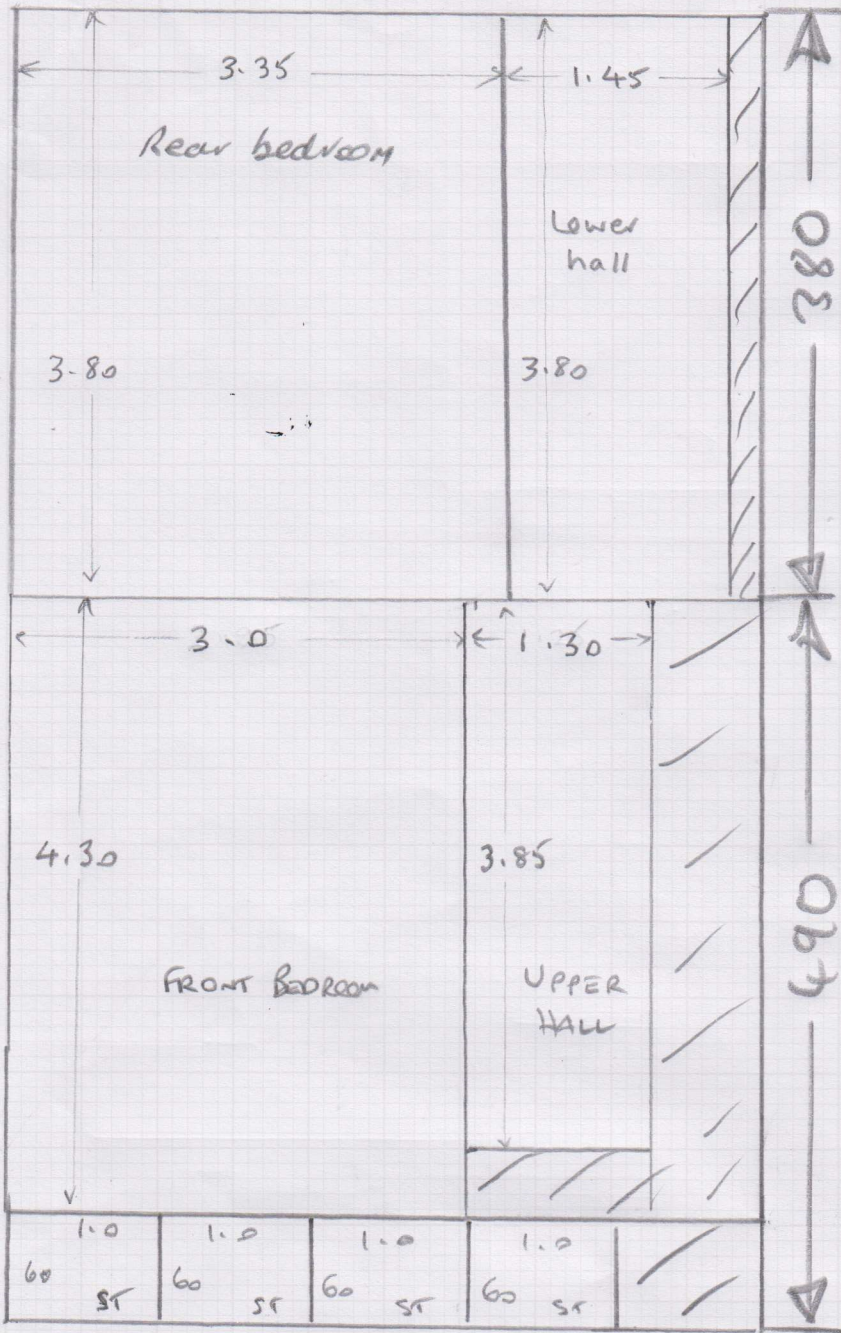 3.35
1.45
Rear bedroom
Lower
hall
380
3.80
3.80
3.0
1.30
4.30
3.85
490
FRONT BEDROOM
UPPER
HALL
1.0
1.0
1.0
1.0
60
ST
60
ST
60
ST
60
ST